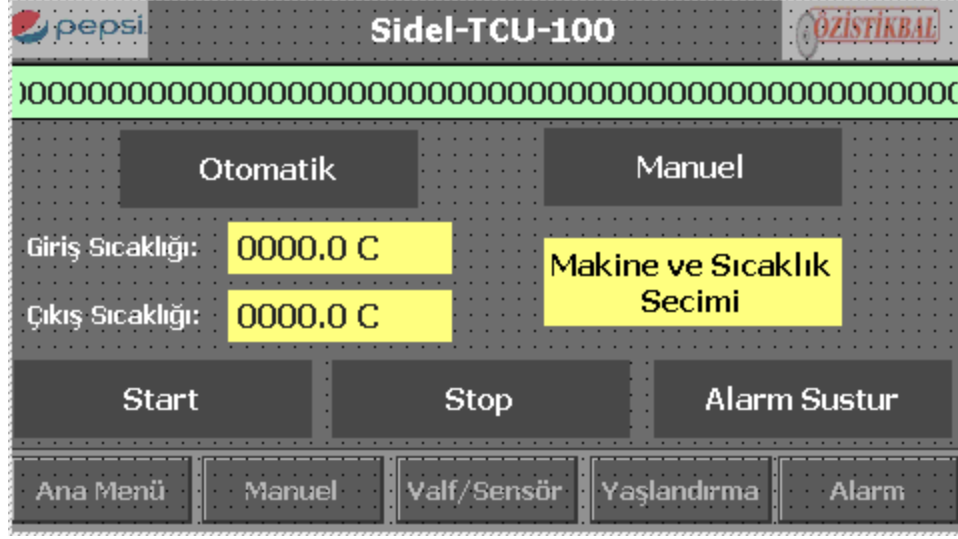 pepsi
Sidel-TCU-100
ÖZİSTİKBAL
00000000000000000000000000000000000000000000000000
Otomatik
Manuel
Giriş Sıcaklığı:
0000.0 C
Makine ve Sıcaklık
Secimi
Çıkış Sıcaklığı:
0000.0 C
Start
Stop
Alarm Sustur
Ana Menü
Manuel
Valf/Sensör
Yaşlandırma
Alarm